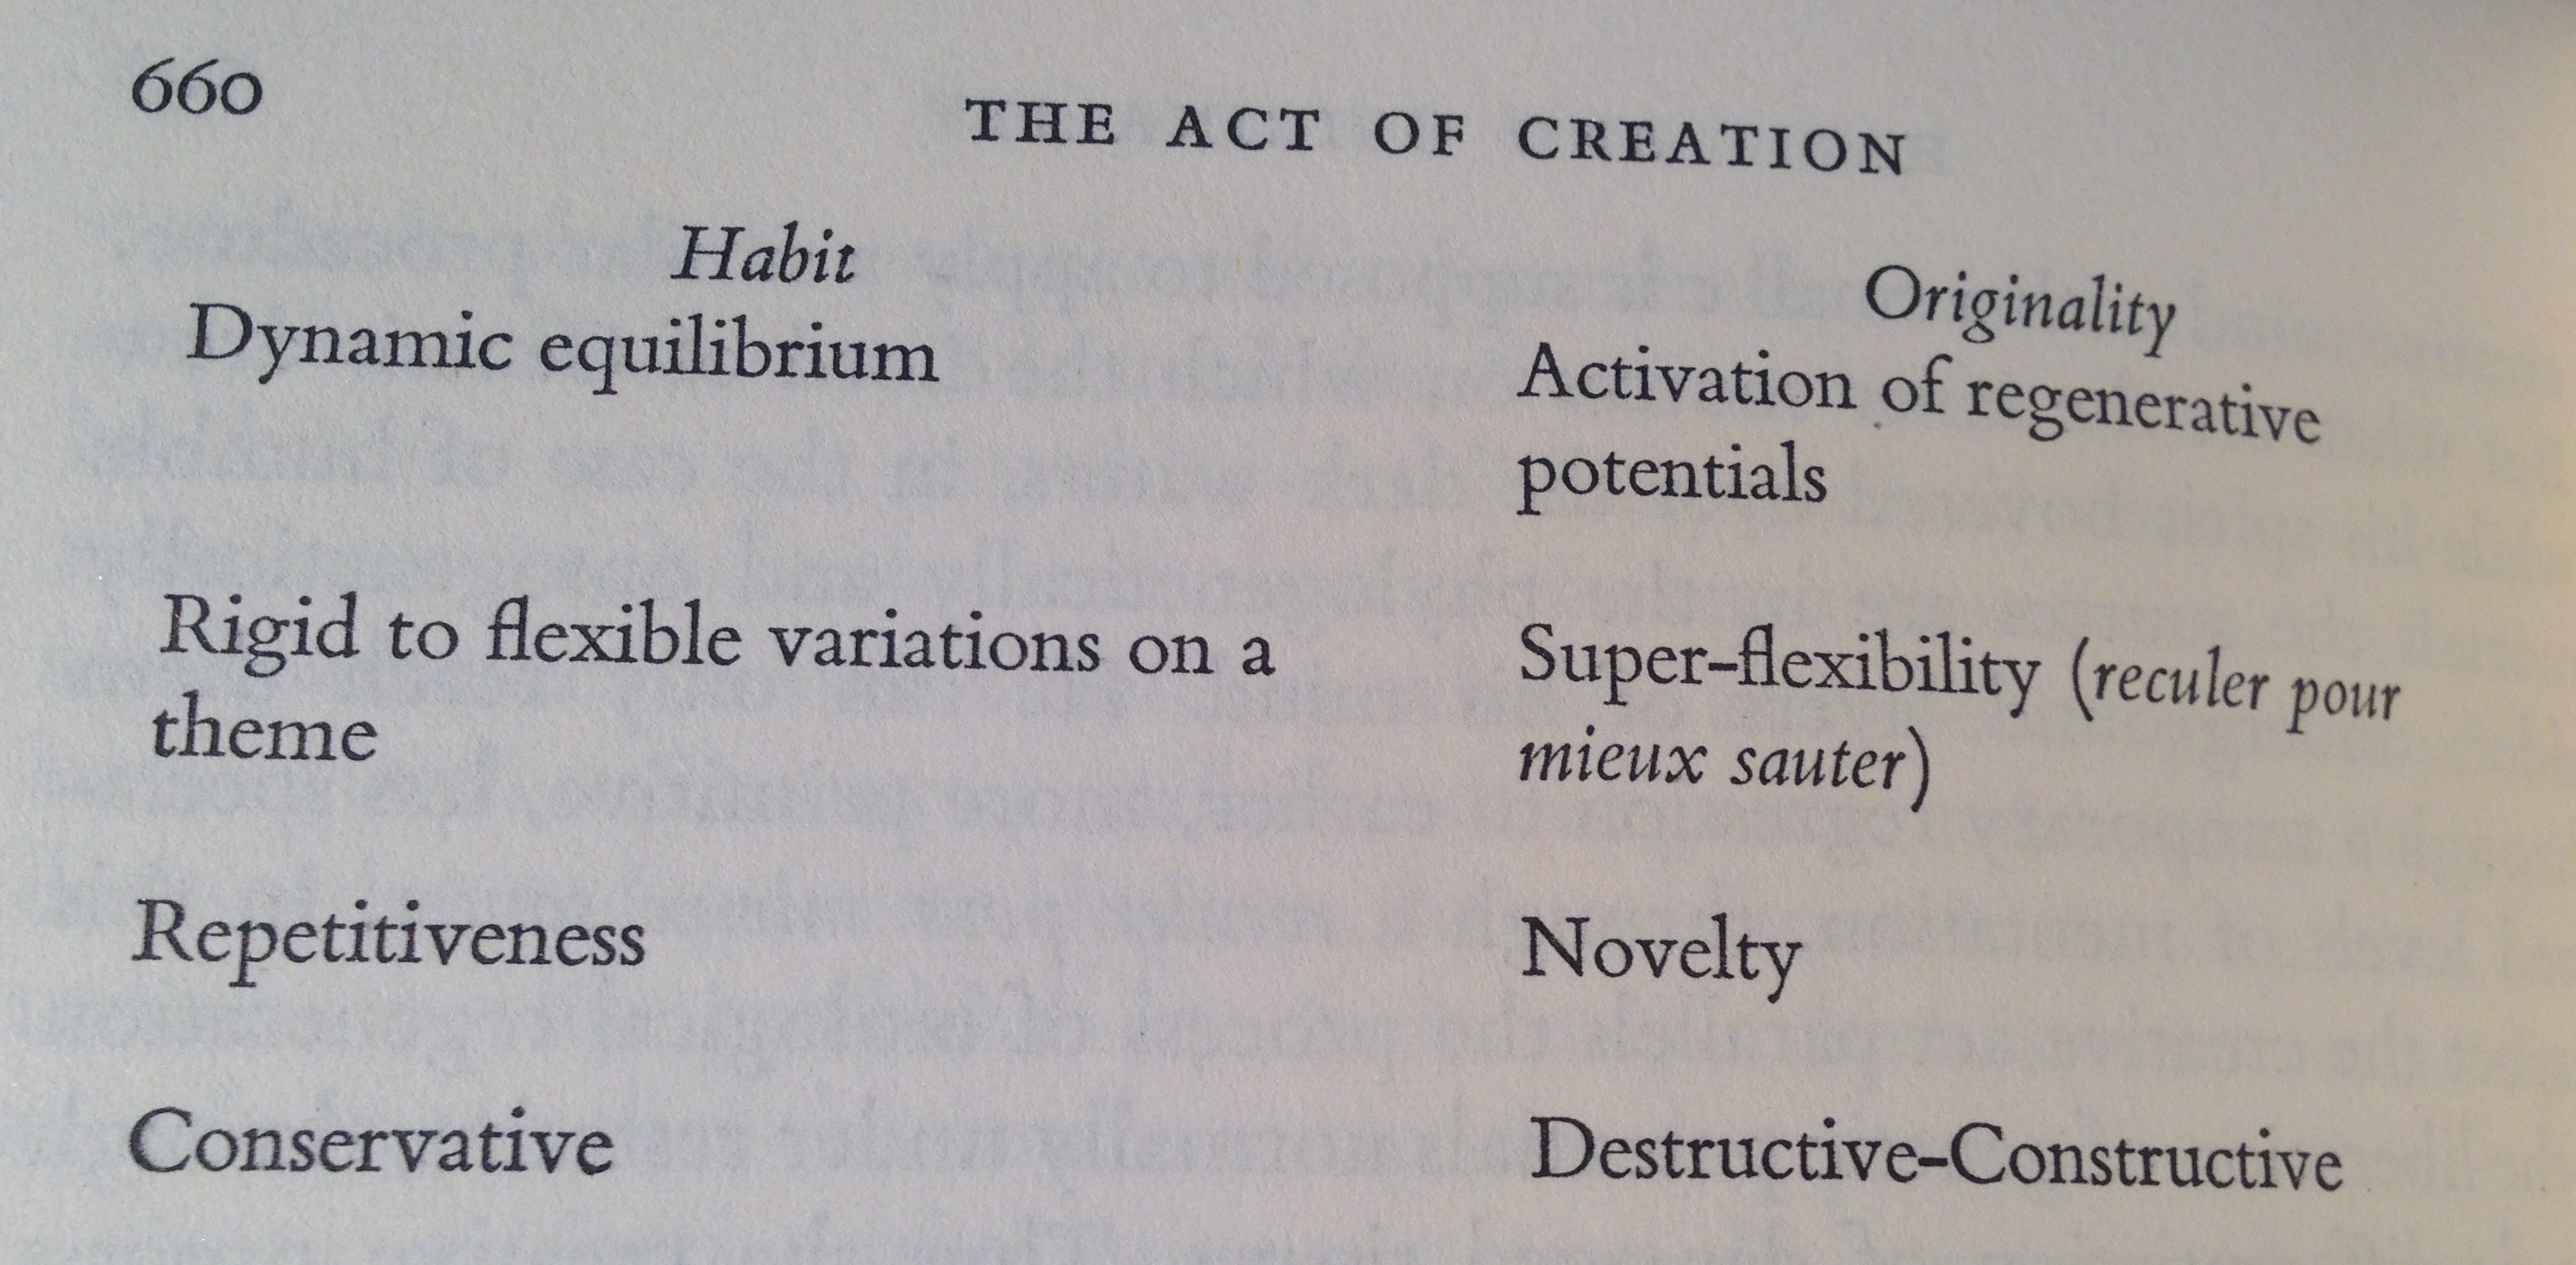 660
THE ACT OF CREATION
Habit
Dynamic equilibrium
Rigid to flexible variations on a
theme
Repetitiveness
Conservative
Originality
Activation of regenerative
potentials
Super-flexibility (reculer pour
mieux sauter)
Novelty
Destructive-Constructive